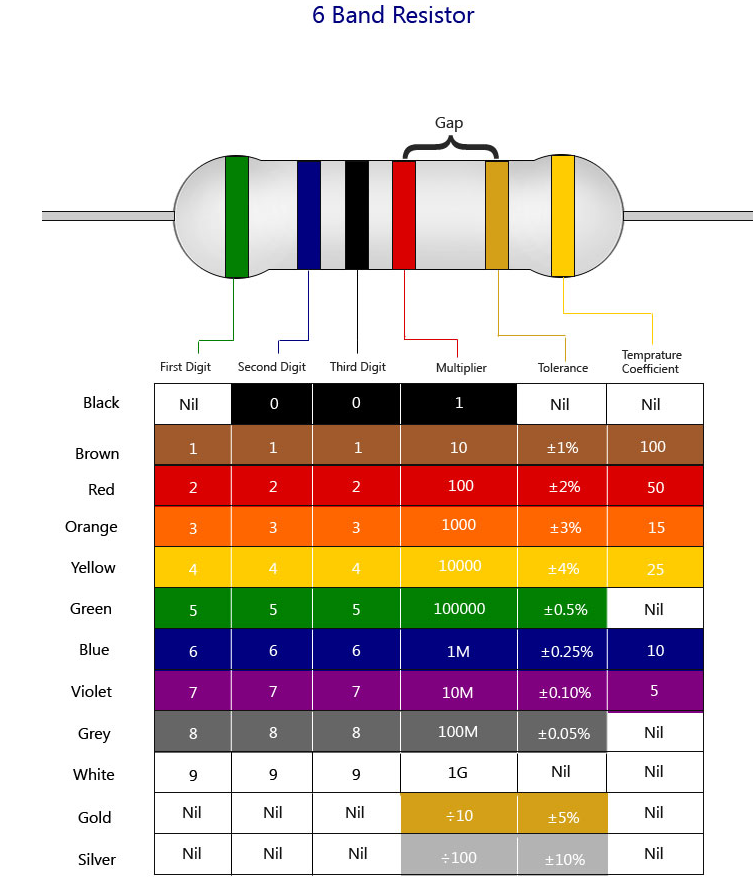 6 Band Resistor
Gap
First Digit Second Digit Third Digit Multiplier Tolerance Temprature
Coefficient
Black Nil 0 0 1 Nil Nil
Brown 1 1 1 10 ±1% 100
Red 2 2 2 100 ±2% 50
Orange 3 3 3 1000 ±3% 15
Yellow 4 4 4 10000 ±4% 25
Green 5 5 5 100000 ±0.5% Nil
Blue 6 6 6 1M ±0.25% 10
Violet 7 7 7 10M ±0.10% 5
Grey 8 8 8 100M ±0.05% Nil
White 9 9 9 1G Nil Nil
Gold Nil Nil Nil ÷10 ±5% Nil
Silver Nil Nil Nil ÷100 ±10% Nil